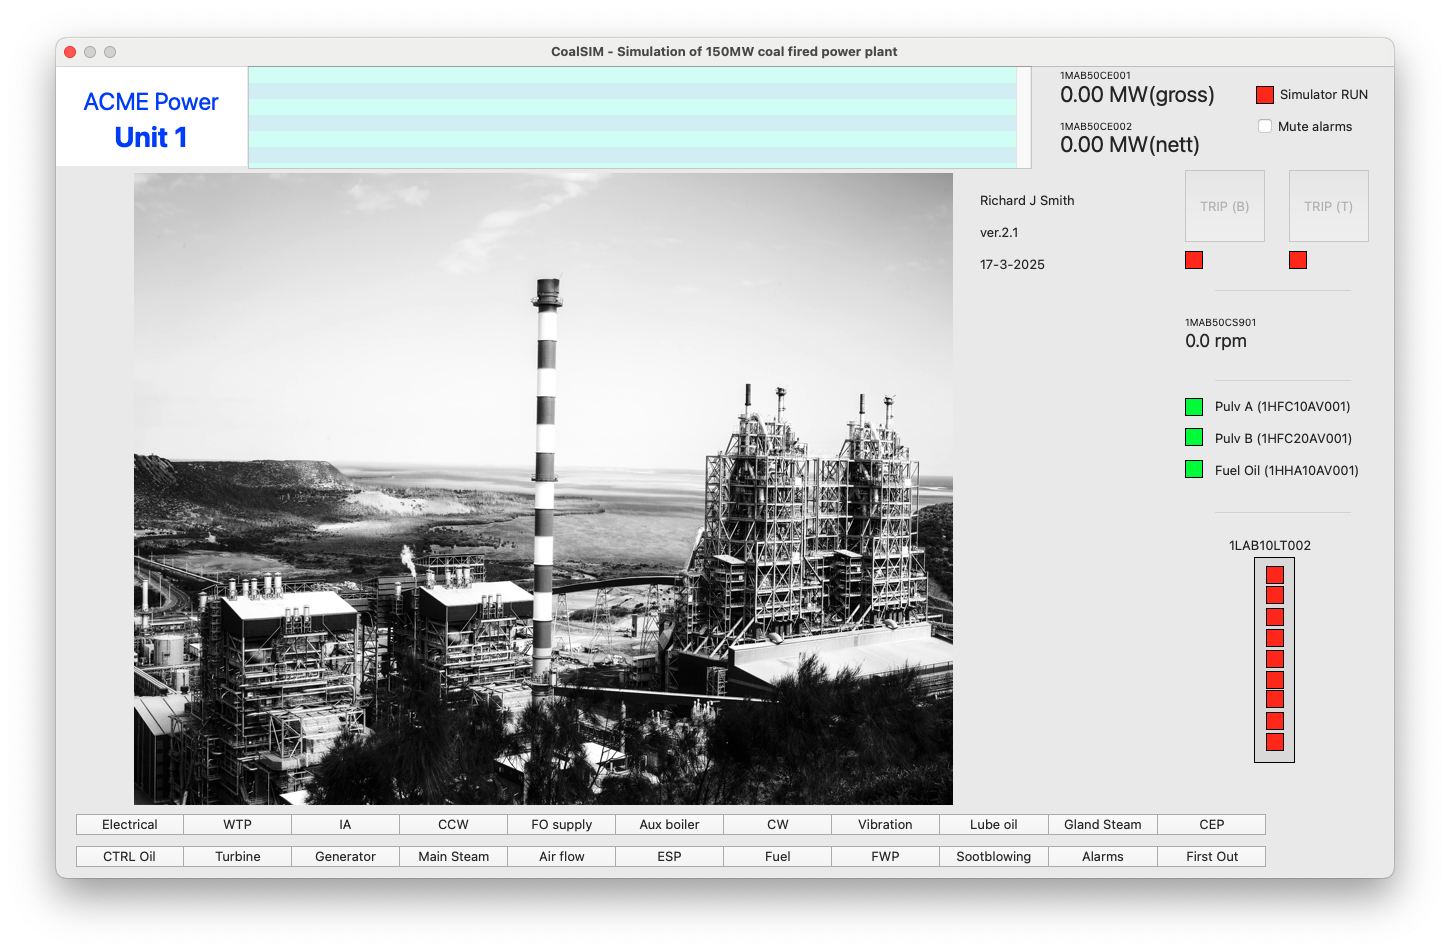 CoalSIM - Simulation of 150MW coal fired power plant
ACME Power
Unit 1
1MAB50CE001
0.00 MW(gross)
1MAB50CE002
0.00 MW(nett)
Simulator RUN
Mute alarms
Richard J Smith
ver.2.1
17-3-2025
TRIP (B)
TRIP (T)
1MAB50CS901
0.0 rpm
Pulv A (1HFC10AV001)
Pulv B (1HFC20AV001)
Fuel Oil (1HHA10AV001)
1LAB10LT002
Electrical
WTP
IA
CCW
FO supply
Aux boiler
CW
Vibration
Lube oil
Gland Steam
CEP
CTRL Oil
Turbine
Generator
Main Steam
Air flow
ESP
Fuel
FWP
Sootblowing
Alarms
First Out